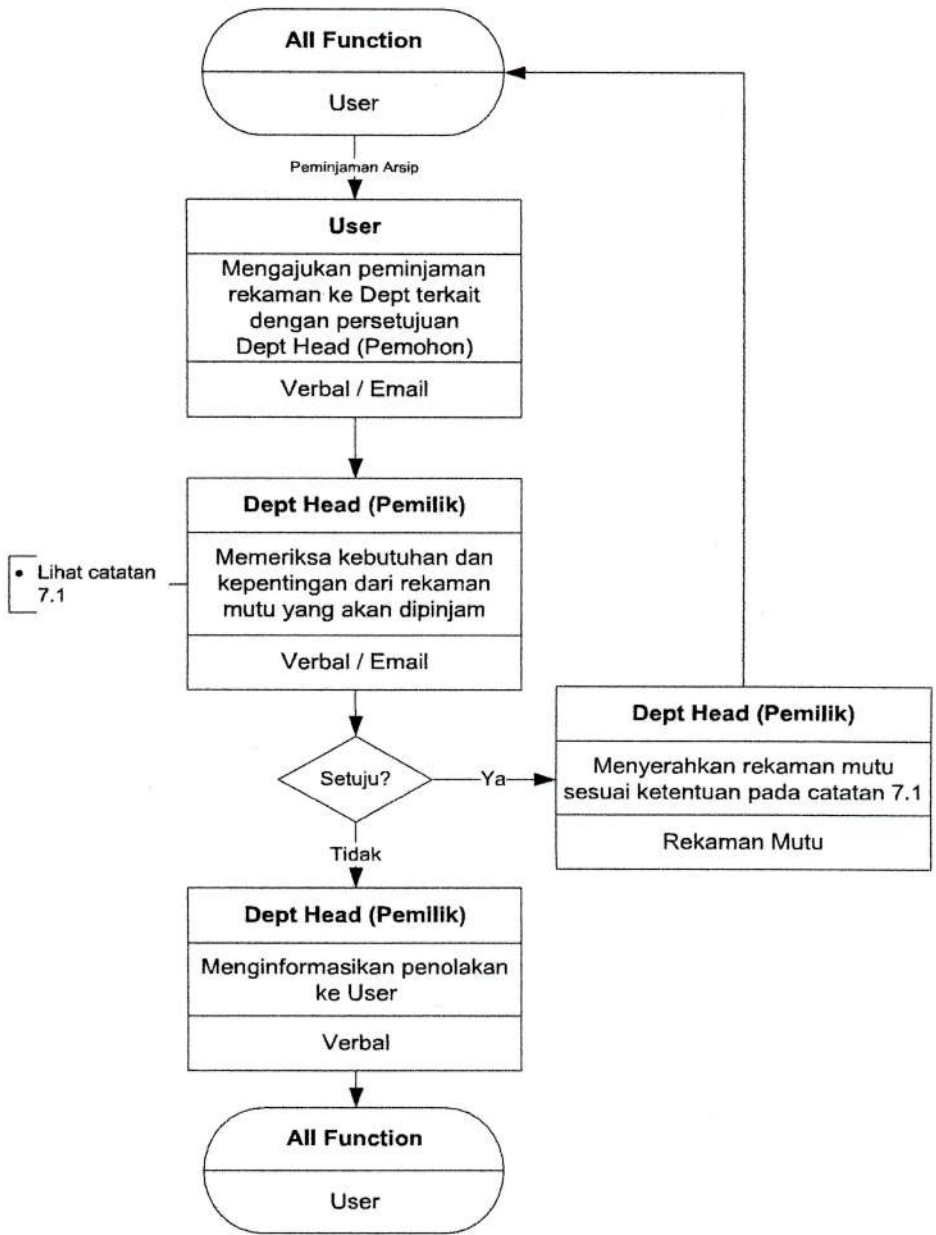 All Function
User
Peminjaman Arsip
User
Mengajukan peminjaman
rekaman ke Dept terkait
dengan persetujuan
Dept Head (Pemohon)
Verbal / Email
Dept Head (Pemilik)
• Lihat catatan
7.1
Memeriksa kebutuhan dan
kepentingan dari rekaman
mutu yang akan dipinjam
Verbal / Email
Setuju?
Ya
Dept Head (Pemilik)
Menyerahkan rekaman mutu
sesuai ketentuan pada catatan 7.1
Rekaman Mutu
Tidak
Dept Head (Pemilik)
Menginformasikan penolakan
ke User
Verbal
All Function
User